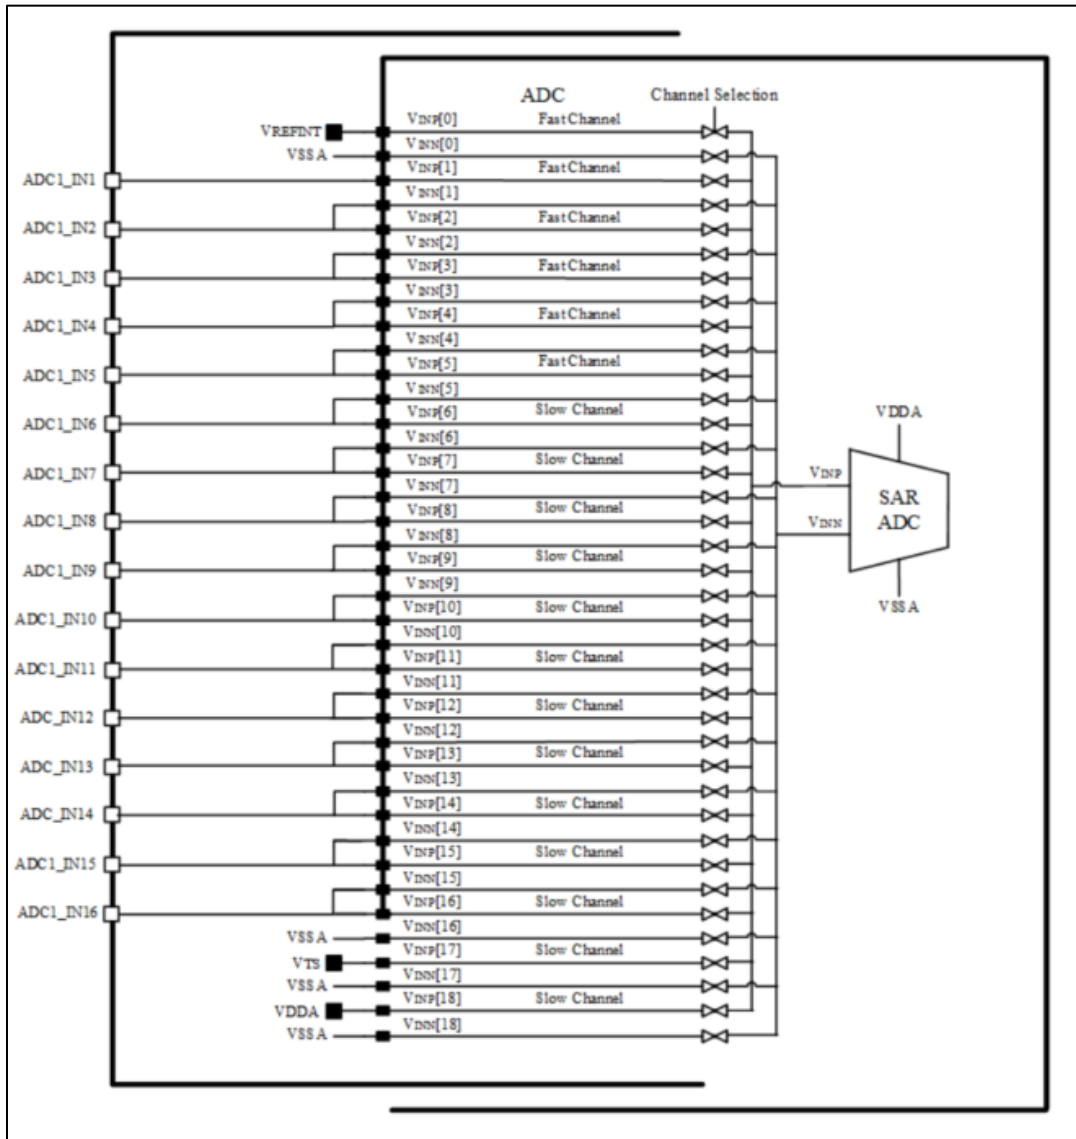 ADC Channel Selection
VREFINT VINP[0] Fast Channel
VSSA VINN[0]
ADC1_IN1 VINP[1] Fast Channel
VINN[1]
ADC1_IN2 VINP[2] Fast Channel
VINN[2]
ADC1_IN3 VINP[3] Fast Channel
VINN[3]
ADC1_IN4 VINP[4] Fast Channel
VINN[4]
ADC1_IN5 VINP[5] Fast Channel
VINN[5]
ADC1_IN6 VINP[6] Slow Channel
VINN[6]
ADC1_IN7 VINP[7] Slow Channel
VINN[7]
ADC1_IN8 VINP[8] Slow Channel
VINN[8]
ADC1_IN9 VINP[9] Slow Channel
VINN[9]
ADC1_IN10 VINP[10] Slow Channel
VINN[10]
ADC1_IN11 VINP[11] Slow Channel
VINN[11]
ADC_IN12 VINP[12] Slow Channel
VINN[12]
ADC_IN13 VINP[13] Slow Channel
VINN[13]
ADC_IN14 VINP[14] Slow Channel
VINN[14]
ADC1_IN15 VINP[15] Slow Channel
VINN[15]
ADC1_IN16 VINP[16] Slow Channel
VSSA VINN[16]
VTS VINP[17] Slow Channel
VSSA VINN[17]
VDDA VINP[18] Slow Channel
VSSA VINN[18]
VDDA
VINP
SAR
ADC
VINN
VSSA